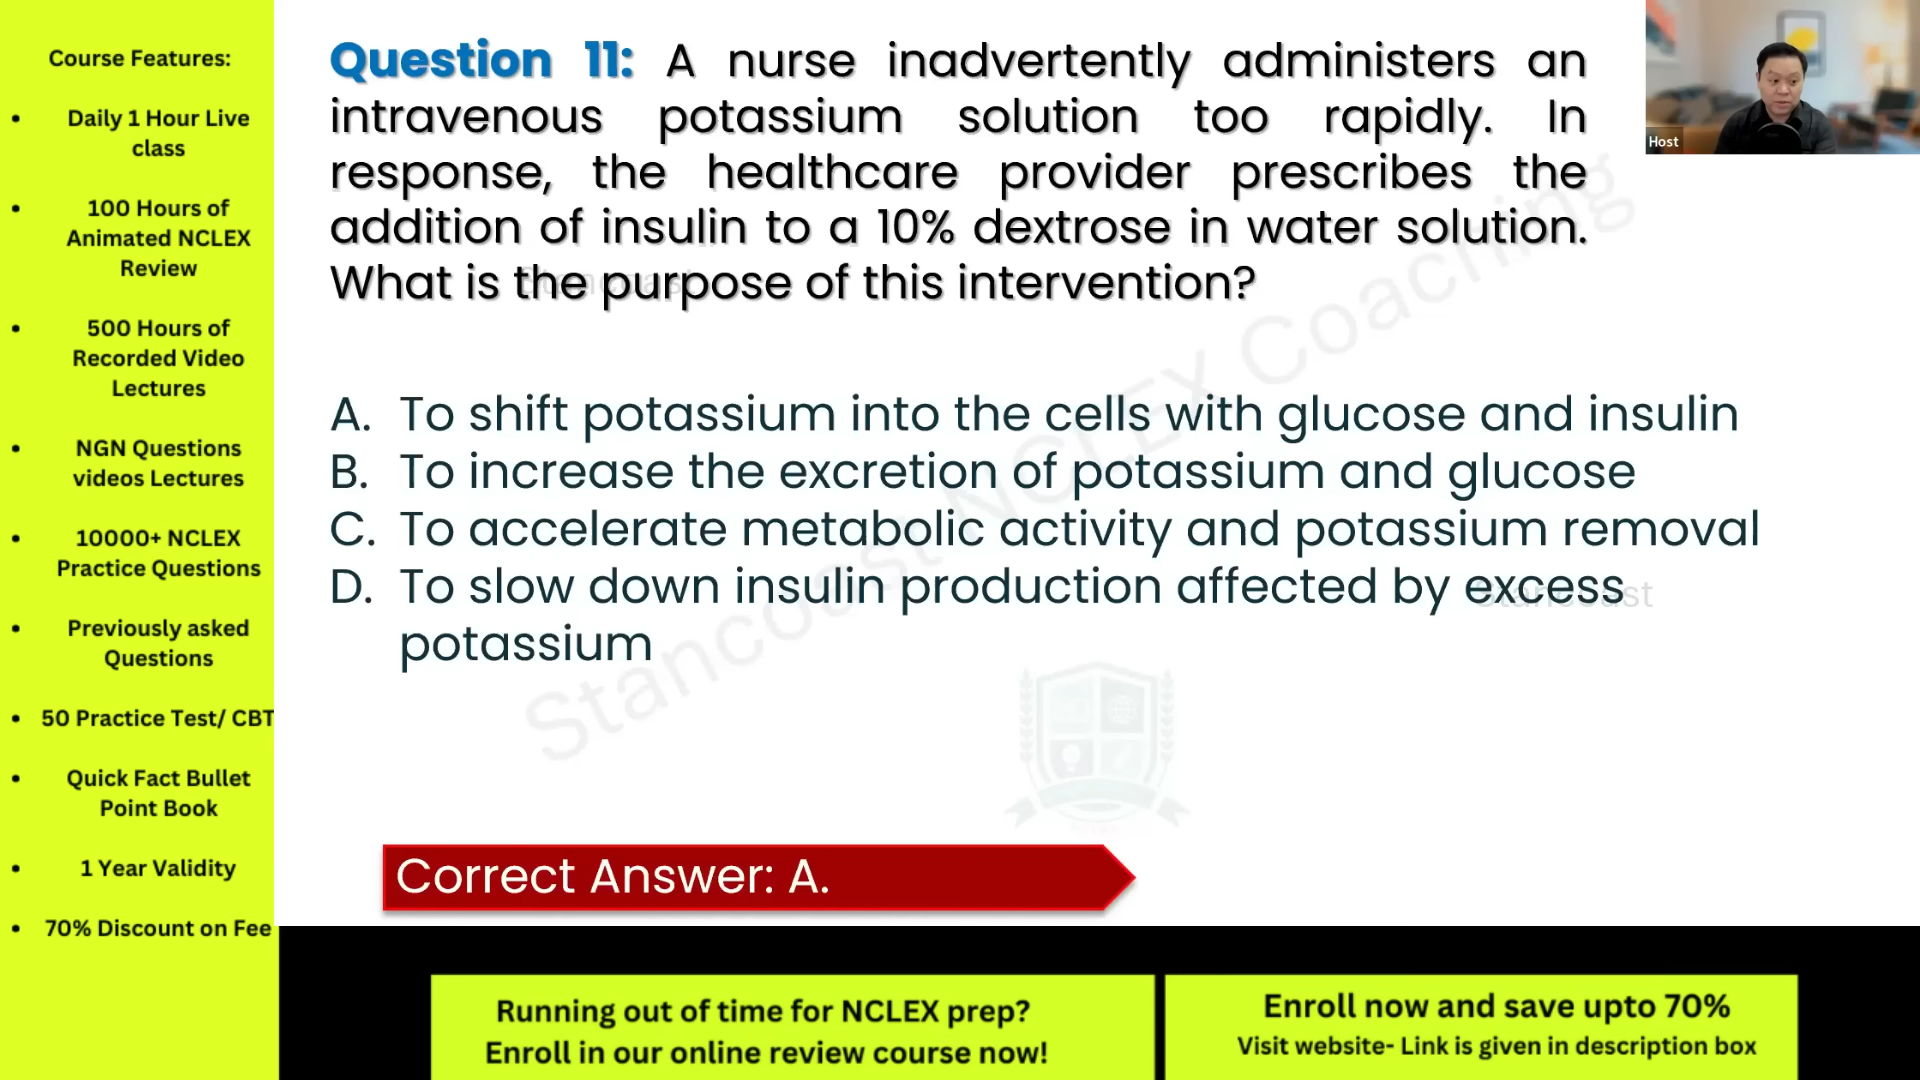 Course Features:
• Daily 1 Hour Live
class
• 100 Hours of
Animated NCLEX
Review
• 500 Hours of
Recorded Video
Lectures
• NGN Questions
videos Lectures
• 10000+ NCLEX
Practice Questions
• Previously asked
Questions
• 50 Practice Test/ CBT
• Quick Fact Bullet
Point Book
• 1 Year Validity
• 70% Discount on Fee
Question 11: A nurse inadvertently administers an
intravenous potassium solution too rapidly. In
response, the healthcare provider prescribes the
addition of insulin to a 10% dextrose in water solution.
What is the purpose of this intervention?
A. To shift potassium into the cells with glucose and insulin
B. To increase the excretion of potassium and glucose
C. To accelerate metabolic activity and potassium removal
D. To slow down insulin production affected by excess
potassium
Correct Answer: A.
Host
Stancoast NCLEX Coaching
Stancoast
Stancoast
Running out of time for NCLEX prep?
Enroll in our online review course now!
Enroll now and save upto 70%
Visit website- Link is given in description box